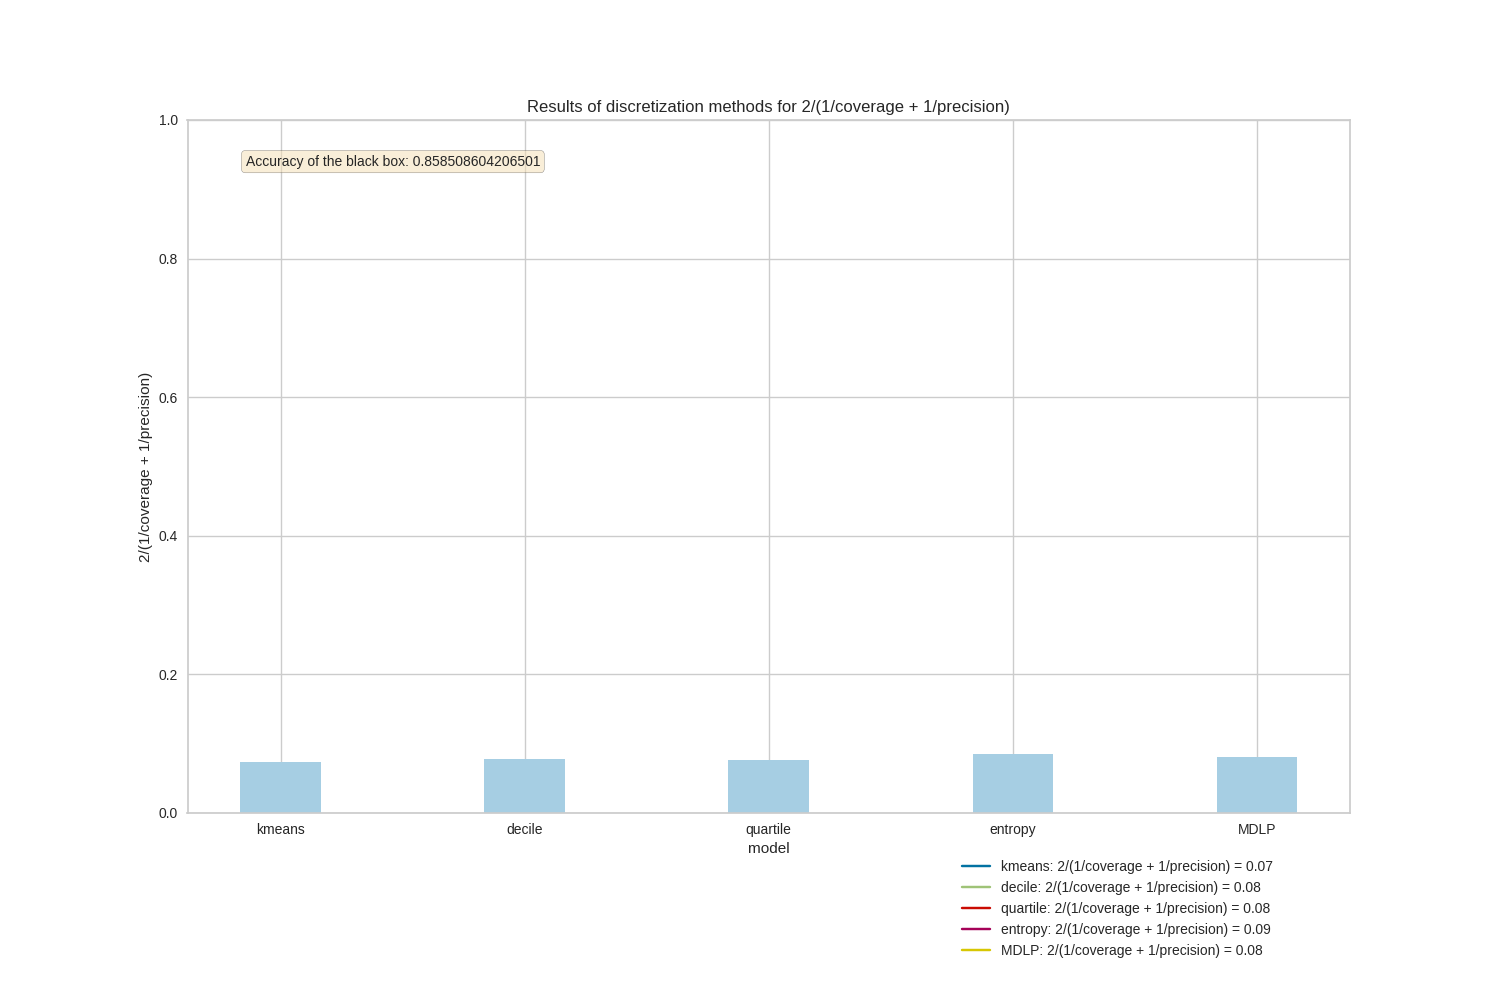 Results of discretization methods for 2/(1/coverage + 1/precision)
1.0
Accuracy of the black box: 0.858508604206501
0.8
0.6
2/(1/coverage + 1/precision)
0.4
0.2
0.0
kmeans decile quartile entropy MDLP
model
kmeans: 2/(1/coverage + 1/precision) = 0.07
decile: 2/(1/coverage + 1/precision) = 0.08
quartile: 2/(1/coverage + 1/precision) = 0.08
entropy: 2/(1/coverage + 1/precision) = 0.09
MDLP: 2/(1/coverage + 1/precision) = 0.08